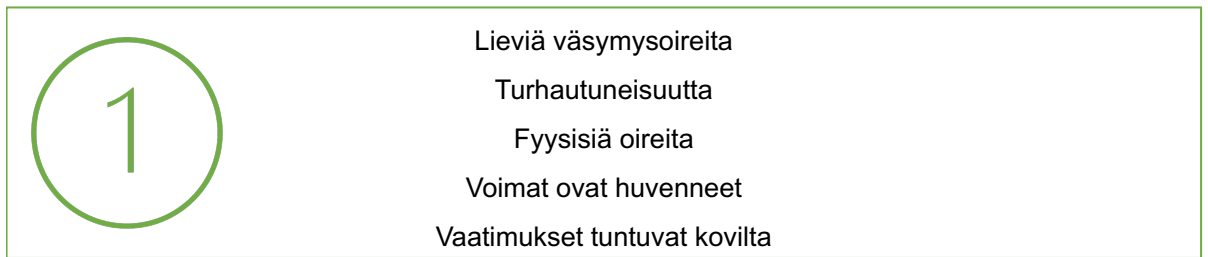 1
Lieviä väsymysoireita
Turhautuneisuutta
Fyysisiä oireita
Voimat ovat huvenneet
Vaatimukset tuntuvat kovilta